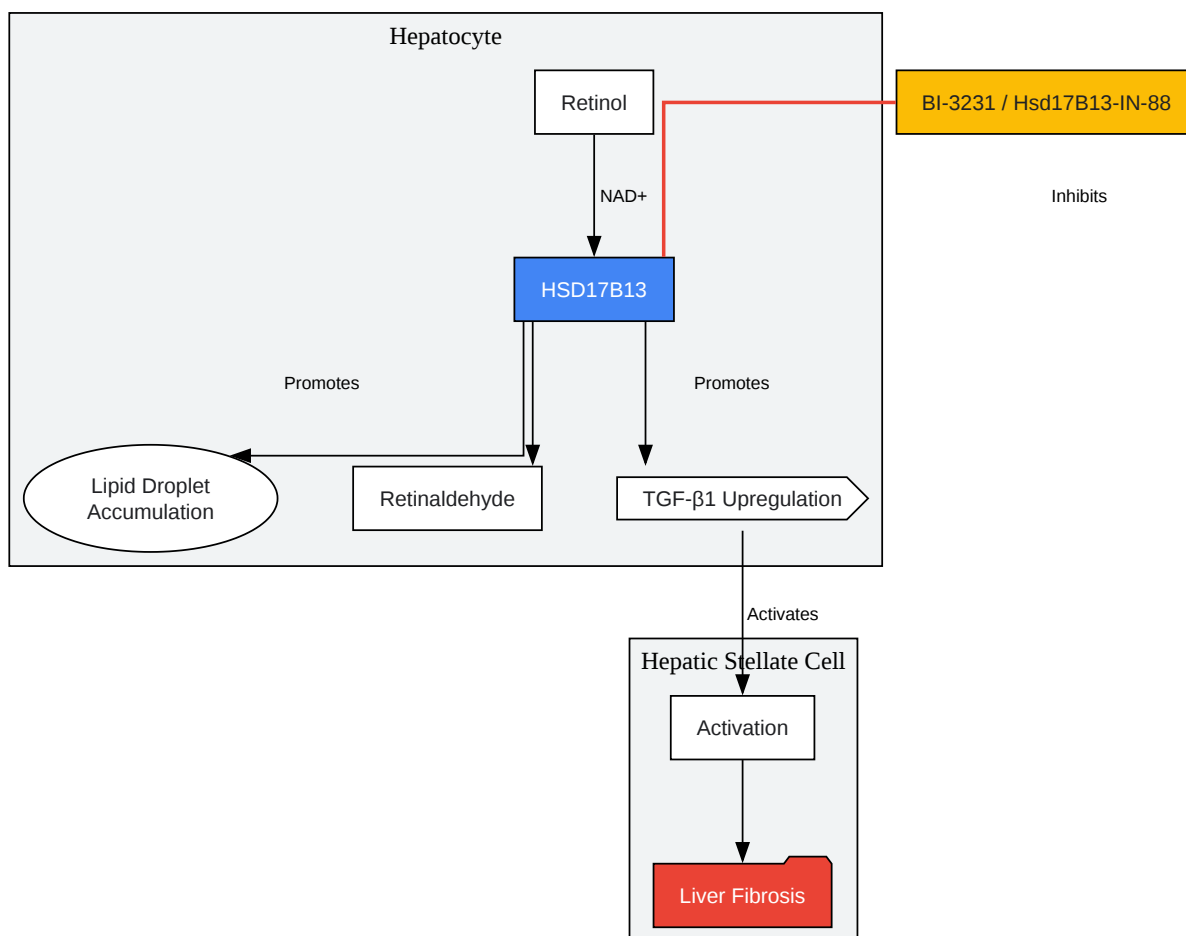 Hepatocyte
Retinol
BI-3231 / Hsd17B13-IN-88
NAD+
Inhibits
HSD17B13
Promotes
Promotes
Lipid Droplet
Accumulation
Retinaldehyde
TGF-β1 Upregulation
Activates
Hepatic Stellate Cell
Activation
Liver Fibrosis